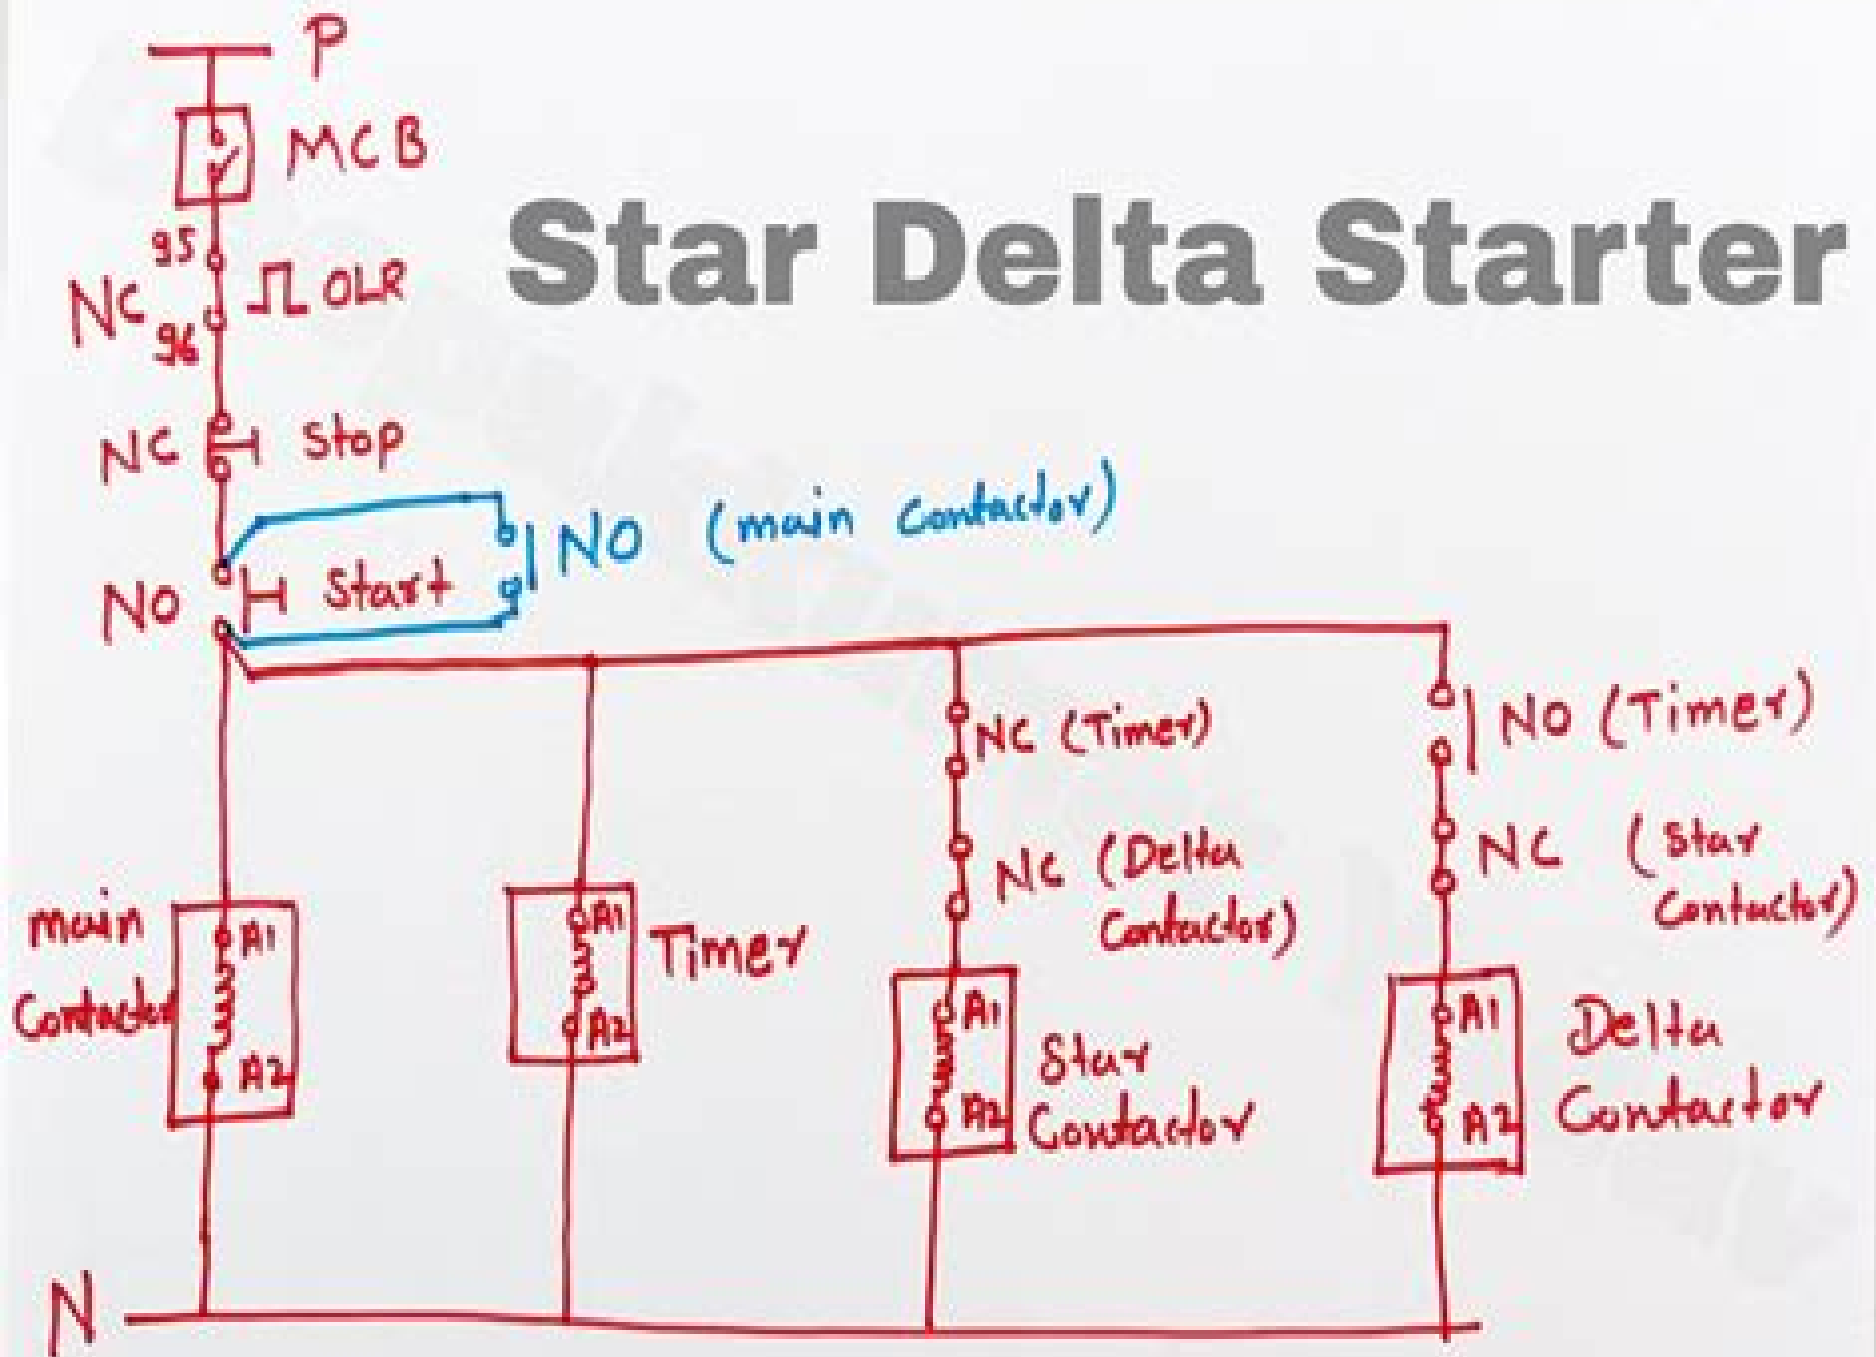 P
MCB
Star Delta Starter
95
NC
OLR
96
NC
Stop
NO (main Contactor)
NO
Start
NC (Timer)
NO (Timer)
NC (Delta
Contactor)
NC (Star
Contactor)
main
Contactor
A1
A2
A1
A2
Timer
A1
A2
Star
Contactor
A1
A2
Delta
Contactor
N